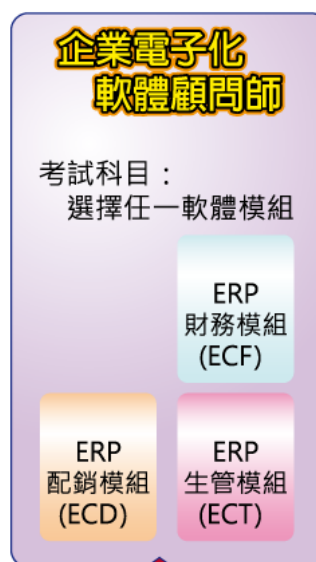 企業電子化
軟體顧問師
考試科目：
選擇任一軟體模組
ERP
財務模組
(ECF)
ERP
配銷模組
(ECD)
ERP
生管模組
(ECT)